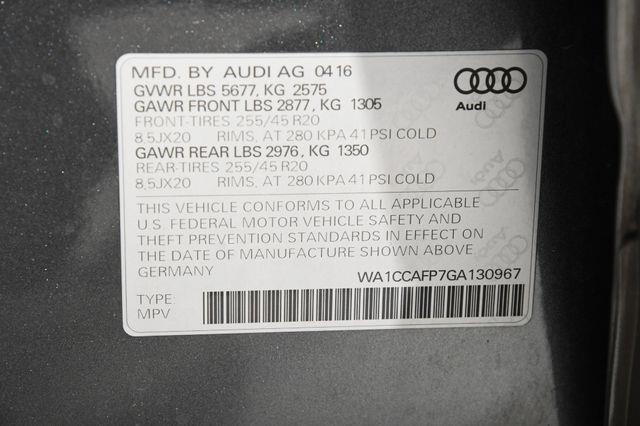 MFD. BY AUDI AG 04 16
GVWR LBS 5677, KG 2575
GAWR FRONT LBS 2877, KG 1305
FRONT-TIRES 255/45 R20
8,5JX20 RIMS, AT 280 KPA 41 PSI COLD
GAWR REAR LBS 2976, KG 1350
REAR-TIRES 255/45 R20
8,5JX20 RIMS, AT 280 KPA 41 PSI COLD
Audi
THIS VEHICLE CONFORMS TO ALL APPLICABLE
U.S. FEDERAL MOTOR VEHICLE SAFETY AND
THEFT PREVENTION STANDARDS IN EFFECT ON
THE DATE OF MANUFACTURE SHOWN ABOVE
GERMANY WA1CCAFP7GA130967
TYPE:
MPV